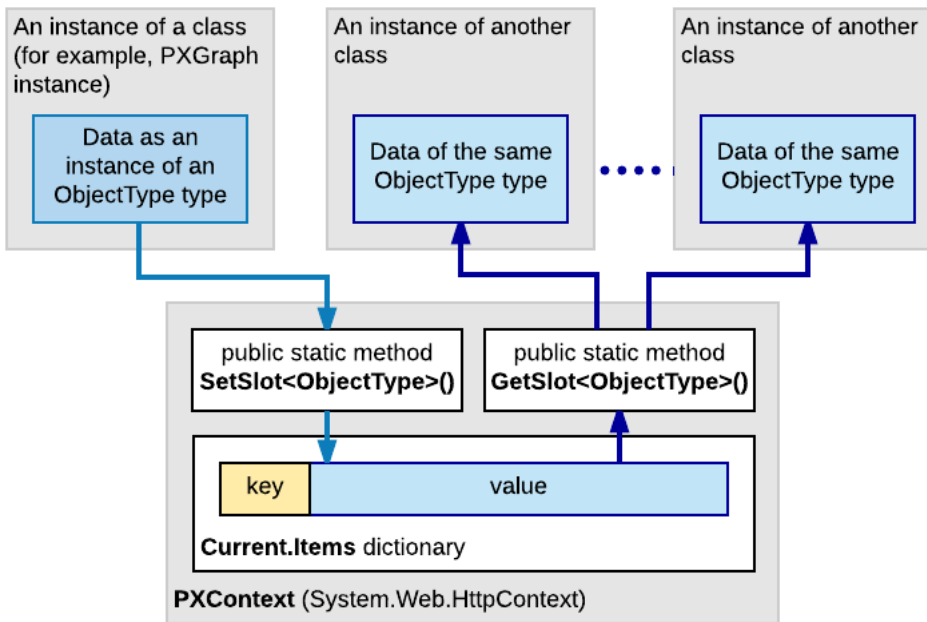 An instance of a class
(for example, PXGraph
instance)
Data as an
instance of an
ObjectType type
An instance of another
class
Data of the same
ObjectType type
An instance of another
class
Data of the same
ObjectType type
public static method
SetSlot<ObjectType>()
public static method
GetSlot<ObjectType>()
key
value
Current.Items dictionary
PXContext (System.Web.HttpContext)